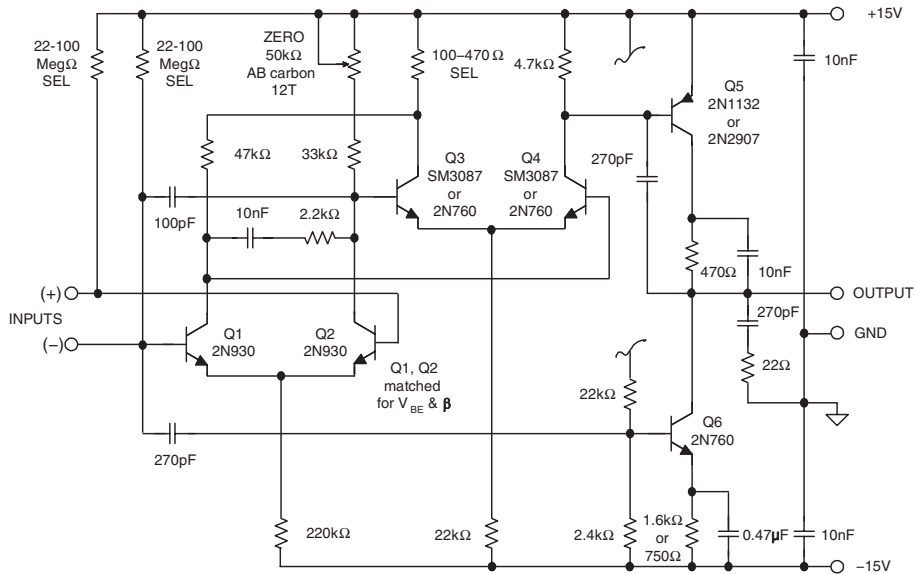 +15V
22-100
MegΩ
SEL
22-100
MegΩ
SEL
ZERO
50kΩ
AB carbon
12T
100–470 Ω
SEL
4.7kΩ
10nF
Q5
2N1132
or
2N2907
47kΩ
33kΩ
Q3
SM3087
or
2N760
Q4
SM3087
or
2N760
270pF
100pF
10nF
2.2kΩ
470Ω
10nF
(+)
INPUTS
(–)
OUTPUT
270pF
GND
Q1
2N930
Q2
2N930
Q1, Q2
matched
for VBE & β
22Ω
22kΩ
Q6
2N760
270pF
220kΩ
22kΩ
2.4kΩ
1.6kΩ
or
750Ω
0.47µF
10nF
–15V